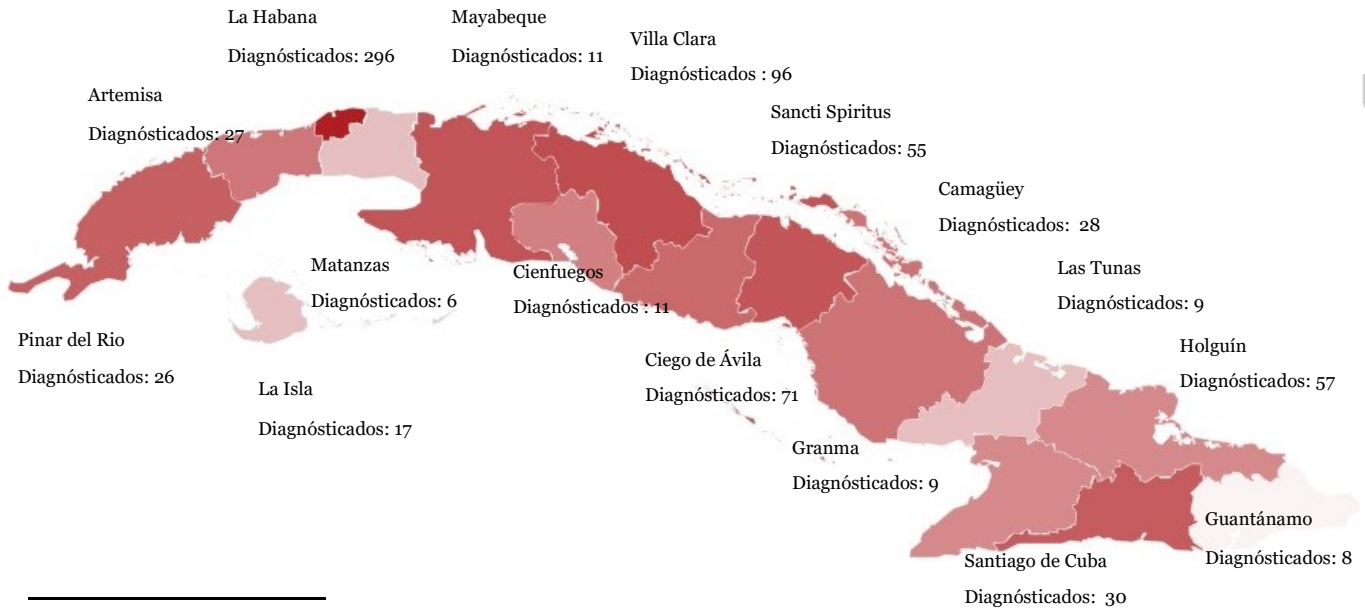 La Habana
Diagnósticados: 296
Mayabeque
Diagnósticados: 11
Villa Clara
Diagnósticados : 96
Artemisa
Diagnósticados: 27
Sancti Spiritus
Diagnósticados: 55
Camagüey
Diagnósticados: 28
Matanzas
Diagnósticados: 6
Cienfuegos
Diagnósticados : 11
Las Tunas
Diagnósticados: 9
Pinar del Rio
Diagnósticados: 26
Holguín
Diagnósticados: 57
Ciego de Ávila
Diagnósticados: 71
La Isla
Diagnósticados: 17
Granma
Diagnósticados: 9
Guantánamo
Diagnósticados: 8
Santiago de Cuba
Diagnósticados: 30